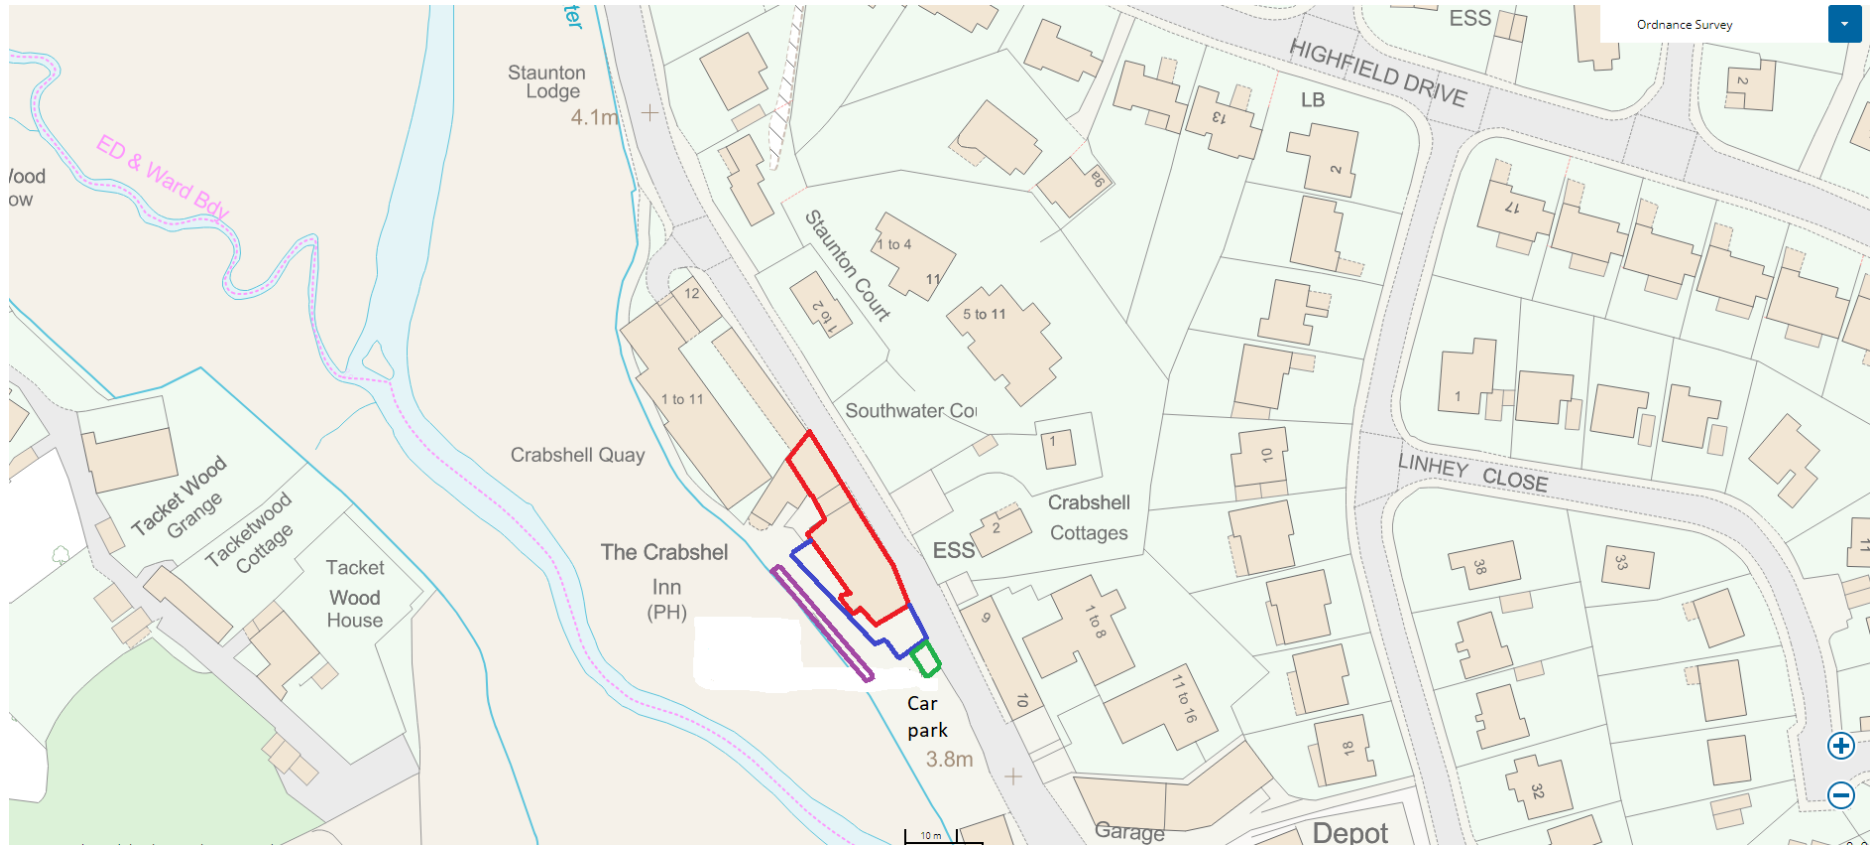 Ordnance Survey
ESS
HIGHFIELD DRIVE
Staunton
Lodge
4.1m
LB
2
13
2
9a
17
ED & Ward Bdy
Staunton Court
1 to 4
11
12
1 to 2
5 to 11
1 to 11
1
Southwater
1
10
LINHEY CLOSE
Crabshell Quay
Tacket Wood
Grange
Tacketwood
Cottage
Crabshell
Cottages
2
The Crabshel
Inn
(PH)
ESS
Tacket
Wood
House
38
33
11
9
1 to 8
10
11 to 16
18
Car
park
3.8m
32
10 m
Garage
Depot